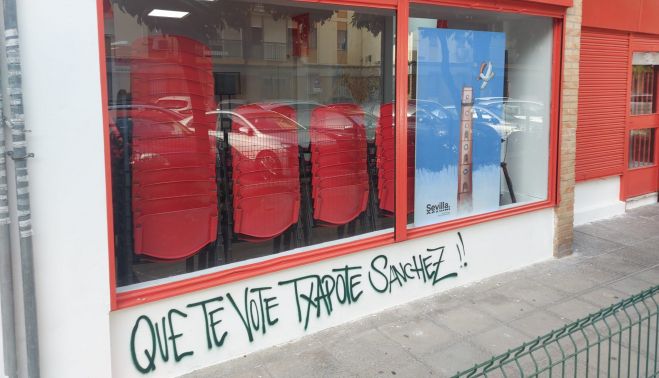 Sevilla,
QUE TE VOTE TXAPOTE SANCHEZ !!